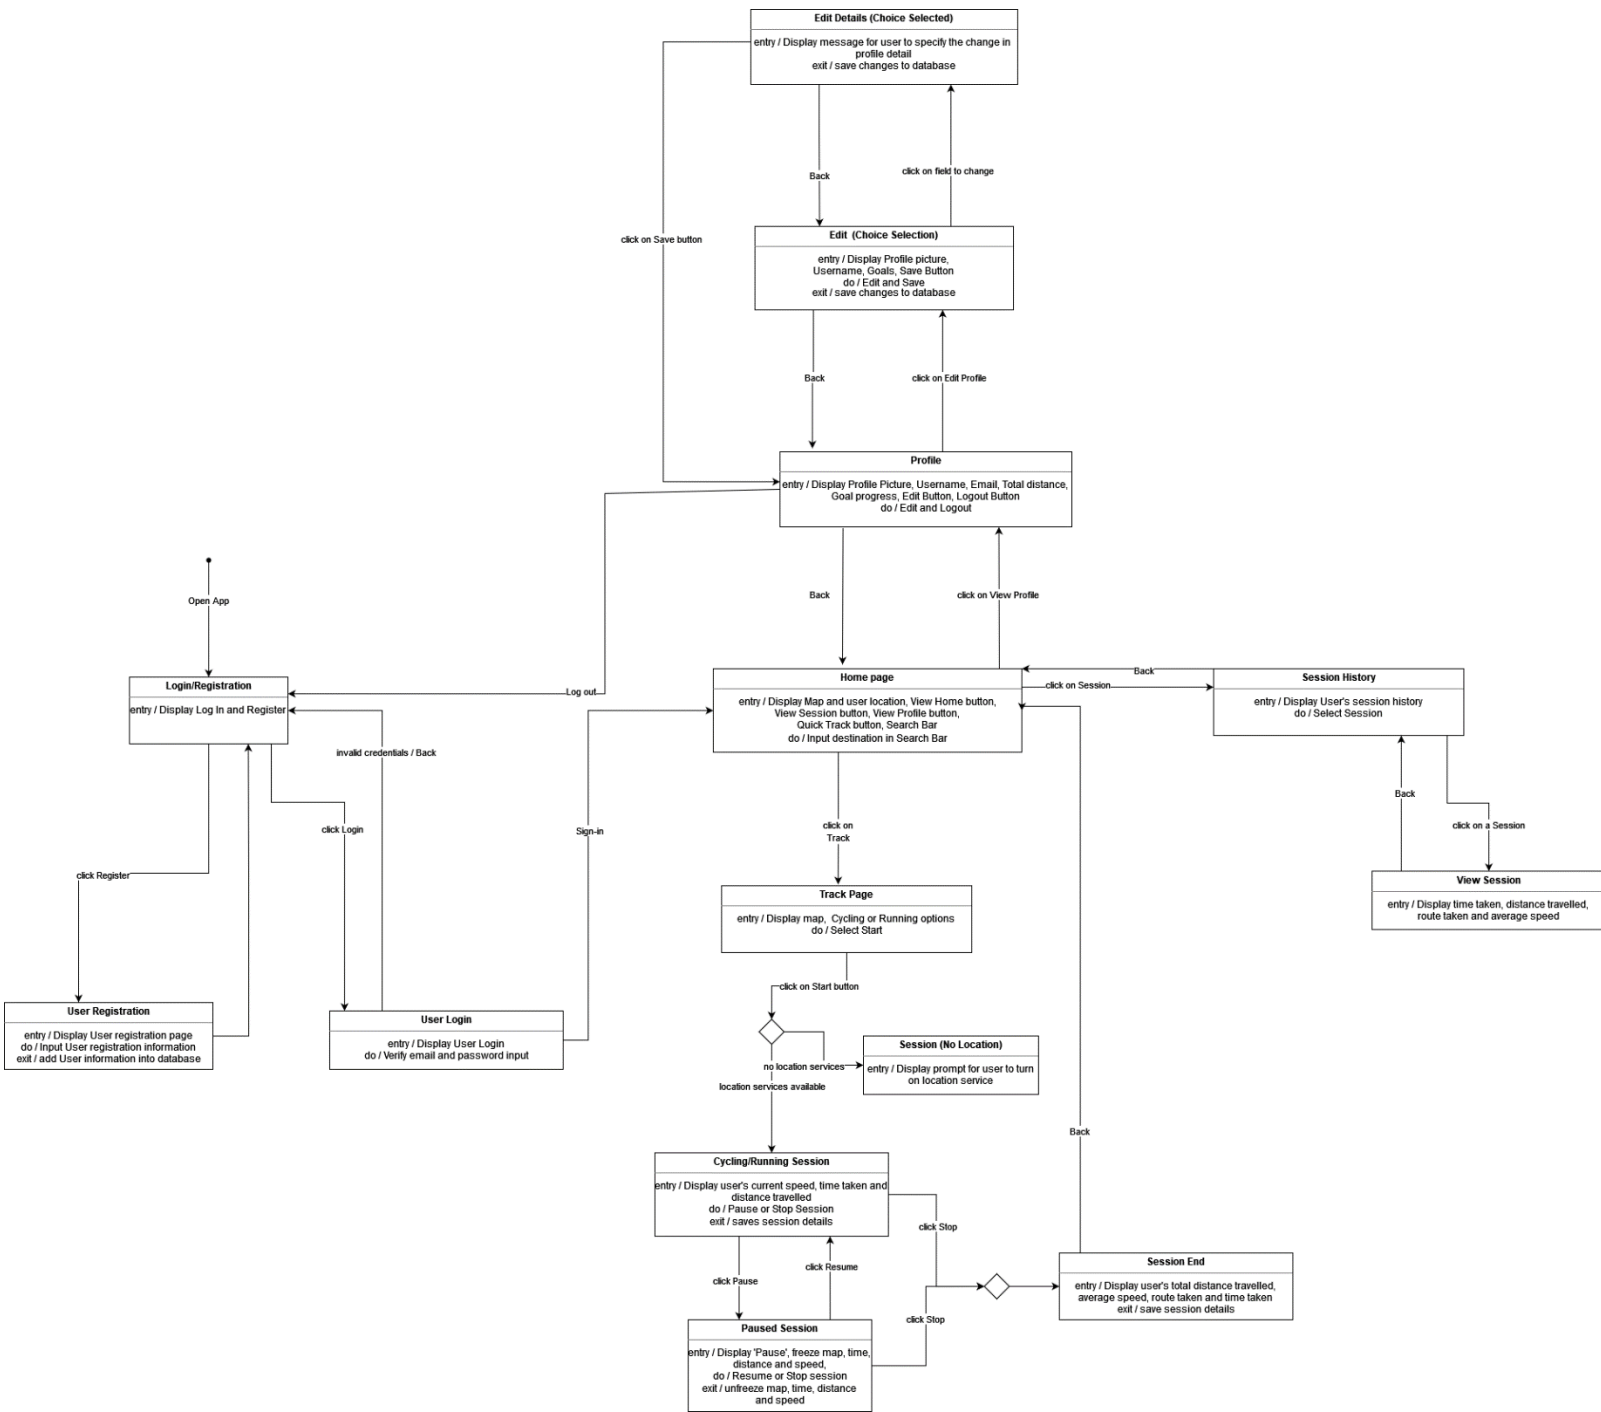 Edit Details (Choice Selected)
entry / Display message for user to specify the change in
profile detail
exit / save changes to database
Back
click on field to change
click on Save button
Edit (Choice Selection)
entry / Display Profile picture,
Username, Goals, Save Button
do / Edit and Save
exit / save changes to database
Back
click on Edit Profile
Profile
entry / Display Profile Picture, Username, Email, Total distance,
Goal progress, Edit Button, Logout Button
do / Edit and Logout
Open App
Back
click on View Profile
Login/Registration
entry / Display Log In and Register
Log out
Home page
entry / Display Map and user location, View Home button,
View Session button, View Profile button,
Quick Track button, Search Bar
do / Input destination in Search Bar
Back
click on Session
Session History
entry / Display User's session history
do / Select Session
invalid credentials / Back
click Login
Sign-in
click on
Track
Back
click on a Session
click Register
View Session
entry / Display time taken, distance travelled,
route taken and average speed
Track Page
entry / Display map, Cycling or Running options
do / Select Start
click on Start button
User Registration
entry / Display User registration page
do / Input User registration information
exit / add User information into database
User Login
entry / Display User Login
do / Verify email and password input
Session (No Location)
entry / Display prompt for user to turn
on location service
no location services
location services available
Back
Cycling/Running Session
entry / Display user's current speed, time taken and
distance travelled
do / Pause or Stop Session
exit / saves session details
click Stop
click Pause
click Resume
Session End
entry / Display user's total distance travelled,
average speed, route taken and time taken
exit / save session details
click Stop
Paused Session
entry / Display 'Pause', freeze map, time,
distance and speed,
do / Resume or Stop session
exit / unfreeze map, time, distance
and speed